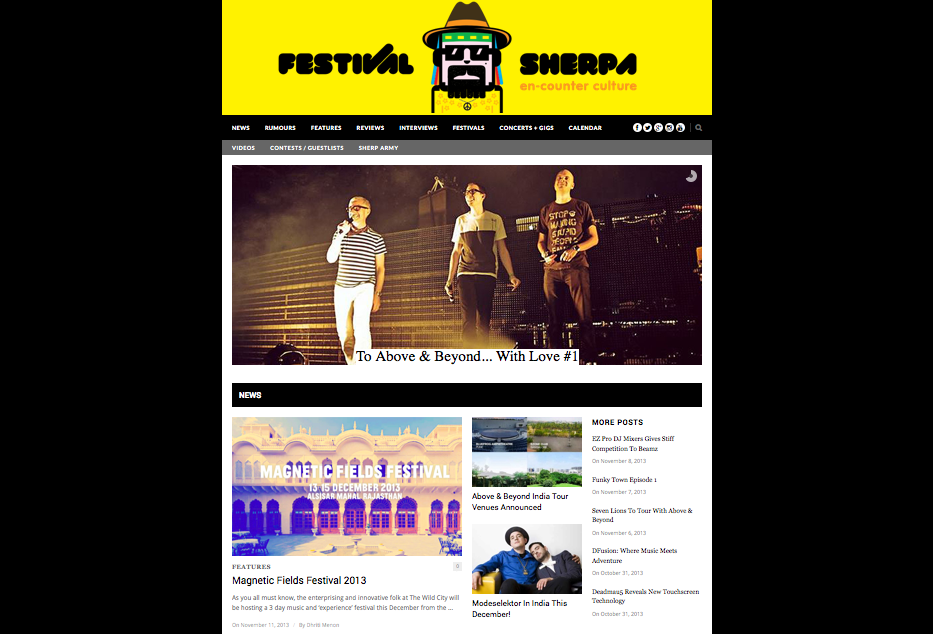 FESTIVAL SHERPA
en-counter culture
NEWS RUMOURS FEATURES REVIEWS INTERVIEWS FESTIVALS CONCERTS + GIGS CALENDAR
VIDEOS CONTESTS / GUESTLISTS SHERP ARMY
STOP
MAKING
STUPID
PEOPLE
To Above & Beyond... With Love #1
NEWS
MAGNETIC FIELDS FESTIVAL
13-15 DECEMBER 2013
ALSISAR MAHAL RAJASTHAN
FEATURES
0
Magnetic Fields Festival 2013
As you all must know, the enterprising and innovative folk at The Wild City will
be hosting a 3 day music and 'experience' festival this December from the ...
On November 11, 2013 / By Dhriti Menon
Above & Beyond India Tour
Venues Announced
Modeselektor In India This
December!
MORE POSTS
EZ Pro DJ Mixers Gives Stiff
Competition To Beamz
On November 8, 2013
Funky Town Episode 1
On November 7, 2013
Seven Lions To Tour With Above &
Beyond
On November 6, 2013
DFusion: Where Music Meets
Adventure
On October 31, 2013
Deadmau5 Reveals New Touchscreen
Technology
On October 31, 2013